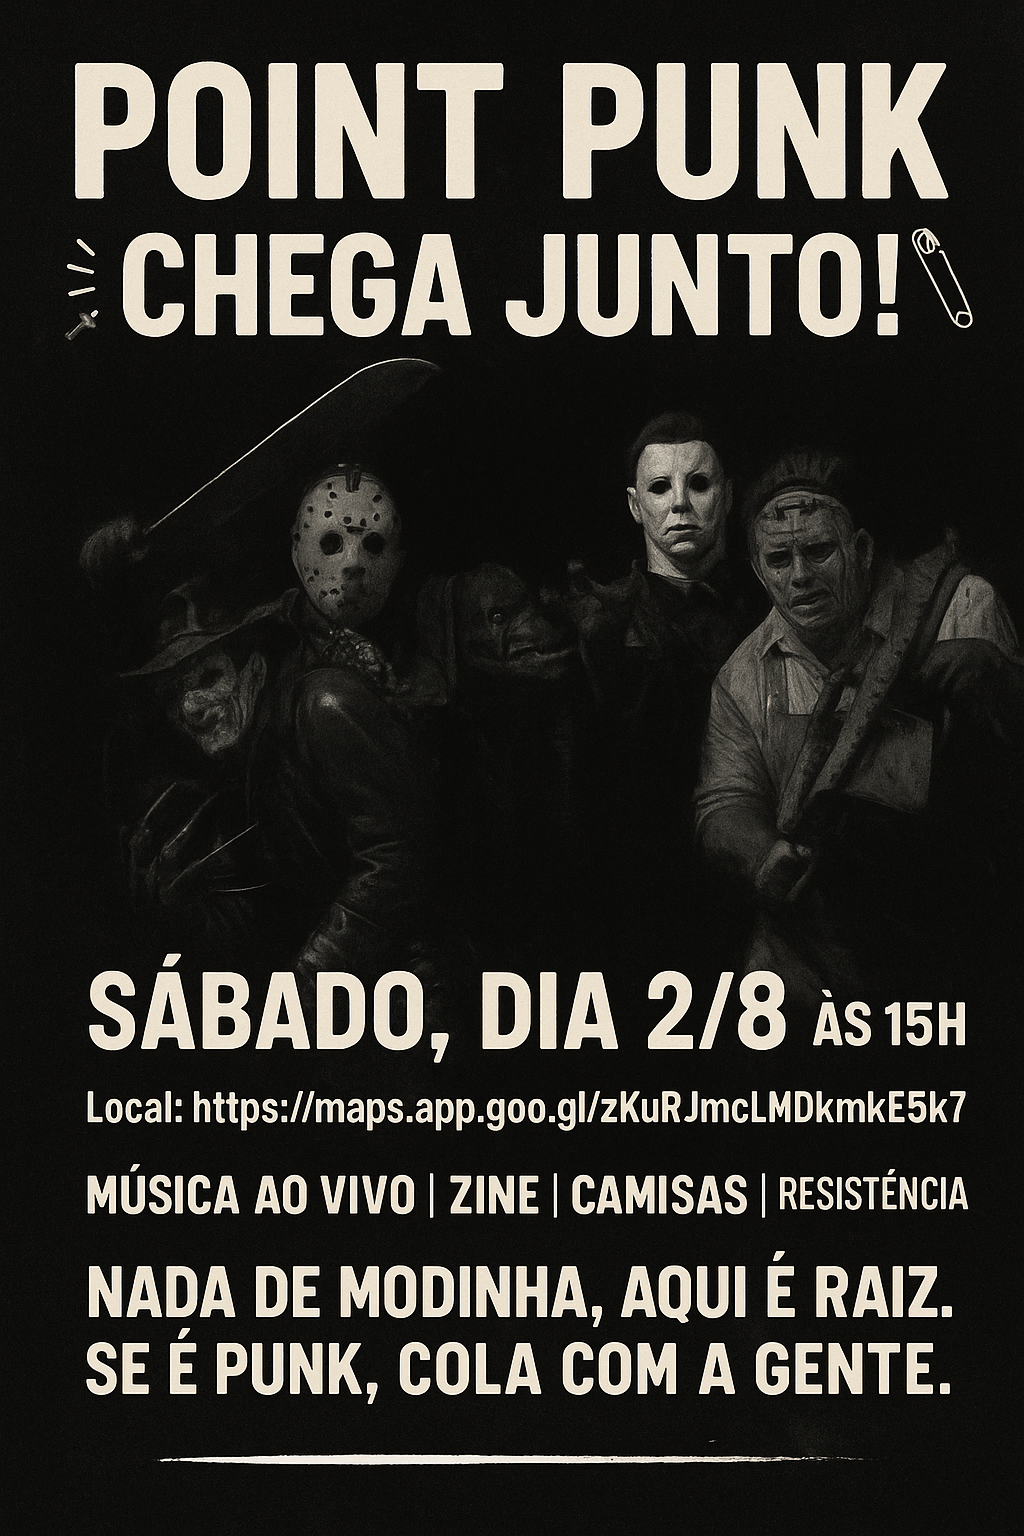 POINT PUNK
CHEGA JUNTO!
SÁBADO, DIA 2/8 ÀS 15H
Local: https://maps.app.goo.gl/zKuRJmcLMDkmkE5k7
MÚSICA AO VIVO | ZINE | CAMISAS | RESISTÉNCIA
NADA DE MODINHA, AQUI É RAIZ.
SE É PUNK, COLA COM A GENTE.